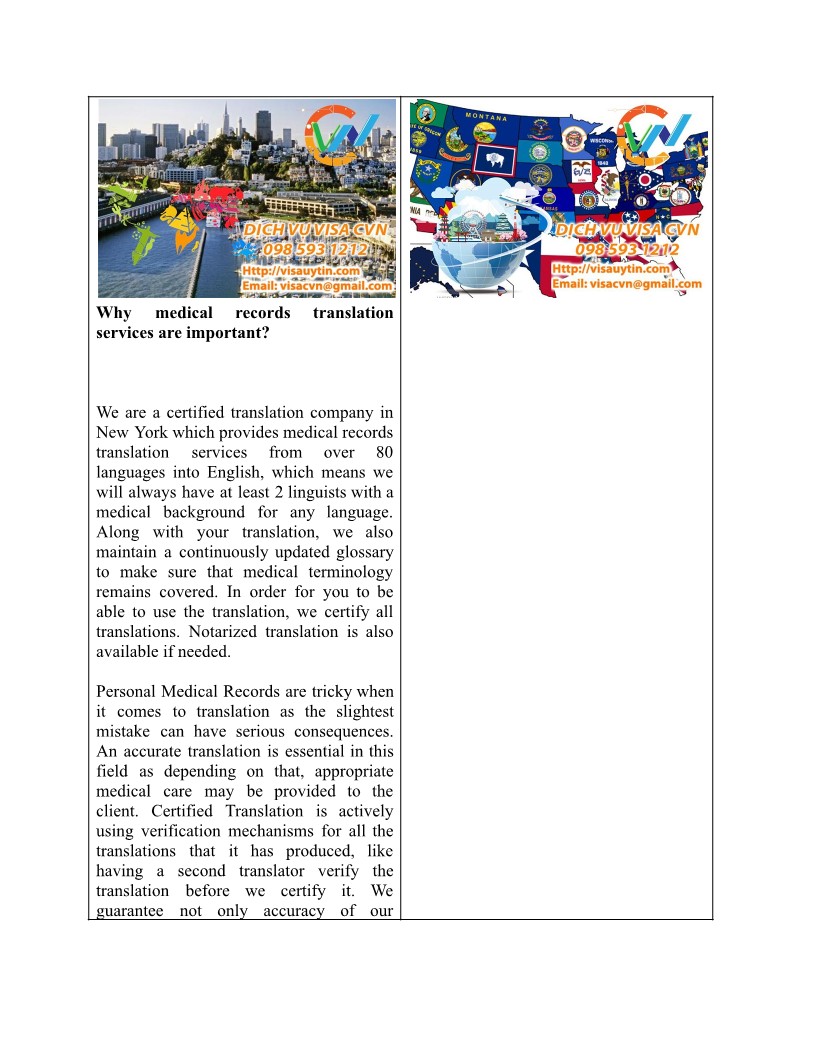 DỊCH VỤ VISA CVN
098 593 1212
Http://visauytin.com
Email: visacvn@gmail.com
MONTANA
WISCONSIN
1848
KANSAS
DỊCH VỤ VISA CVN
098 593 1212
Http://visauytin.com
Email: visacvn@gmail.com
Why medical records translation
services are important?
We are a certified translation company in
New York which provides medical records
translation services from over 80
languages into English, which means we
will always have at least 2 linguists with a
medical background for any language.
Along with your translation, we also
maintain a continuously updated glossary
to make sure that medical terminology
remains covered. In order for you to be
able to use the translation, we certify all
translations. Notarized translation is also
available if needed.
Personal Medical Records are tricky when
it comes to translation as the slightest
mistake can have serious consequences.
An accurate translation is essential in this
field as depending on that, appropriate
medical care may be provided to the
client. Certified Translation is actively
using verification mechanisms for all the
translations that it has produced, like
having a second translator verify the
translation before we certify it. We
guarantee not only accuracy of our